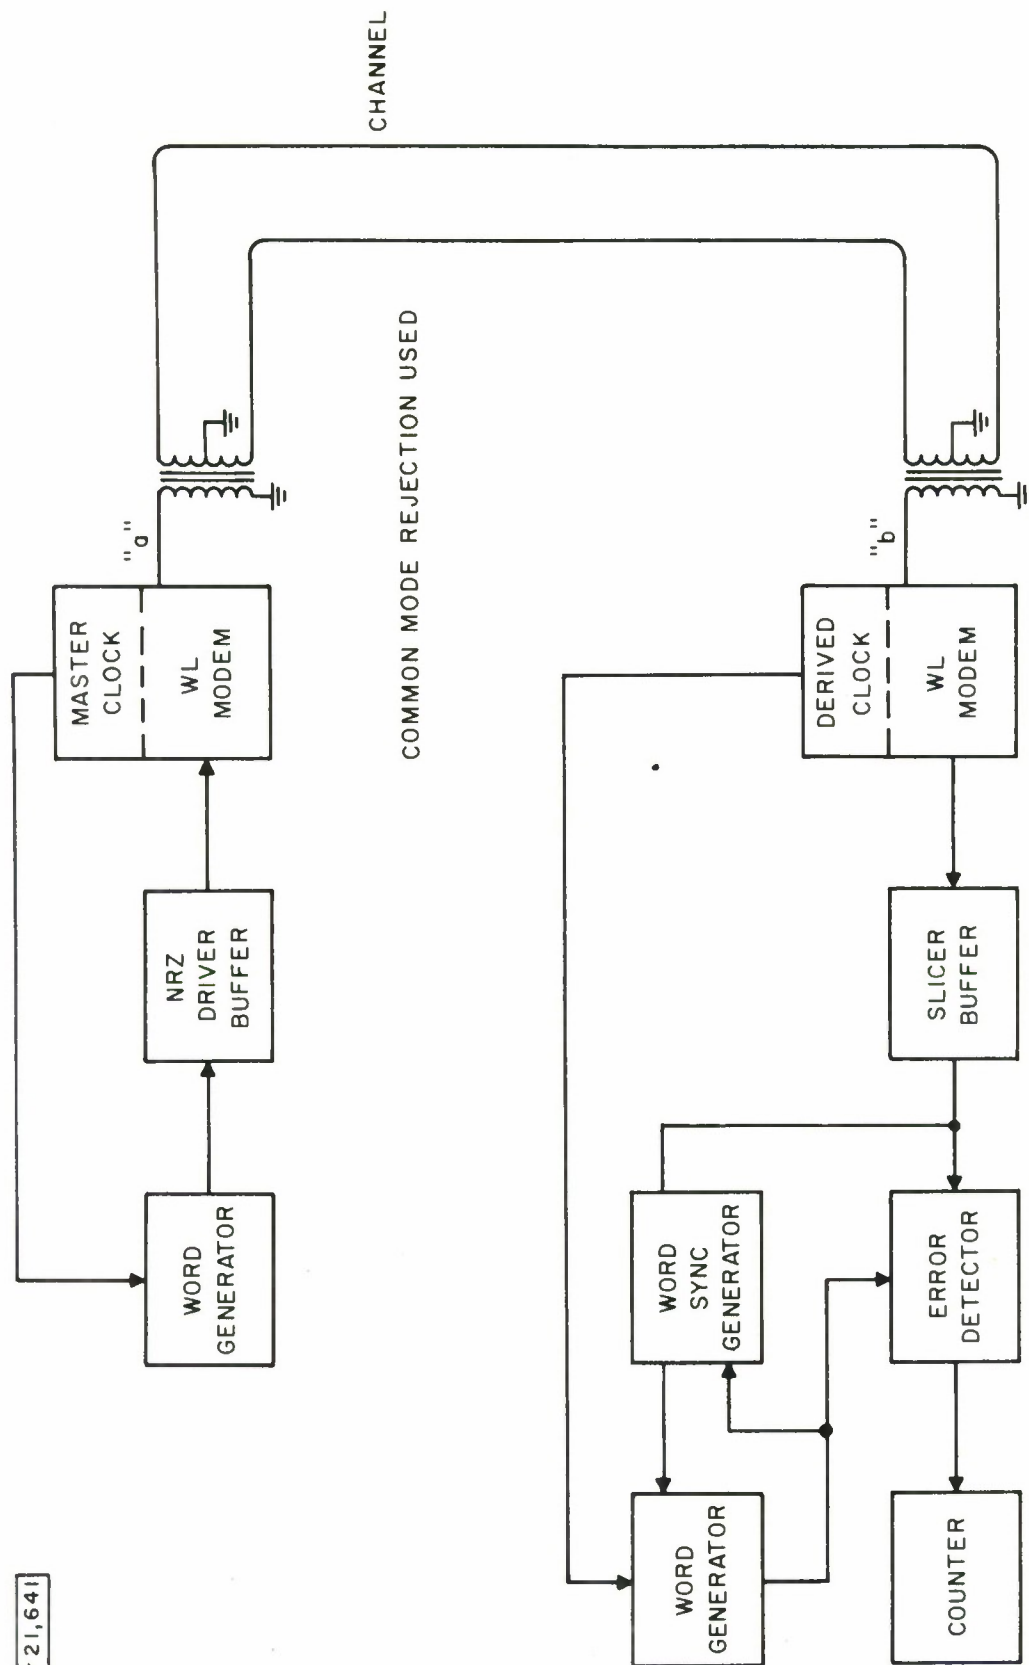 21,641
WORD
GENERATOR
NRZ
DRIVER
BUFFER
MASTER
CLOCK
WL
MODEM
"a"
CHANNEL
COMMON MODE REJECTION USED
WORD
GENERATOR
WORD
SYNC
GENERATOR
DERIVED
CLOCK
WL
MODEM
"b"
COUNTER
ERROR
DETECTOR
SLICER
BUFFER